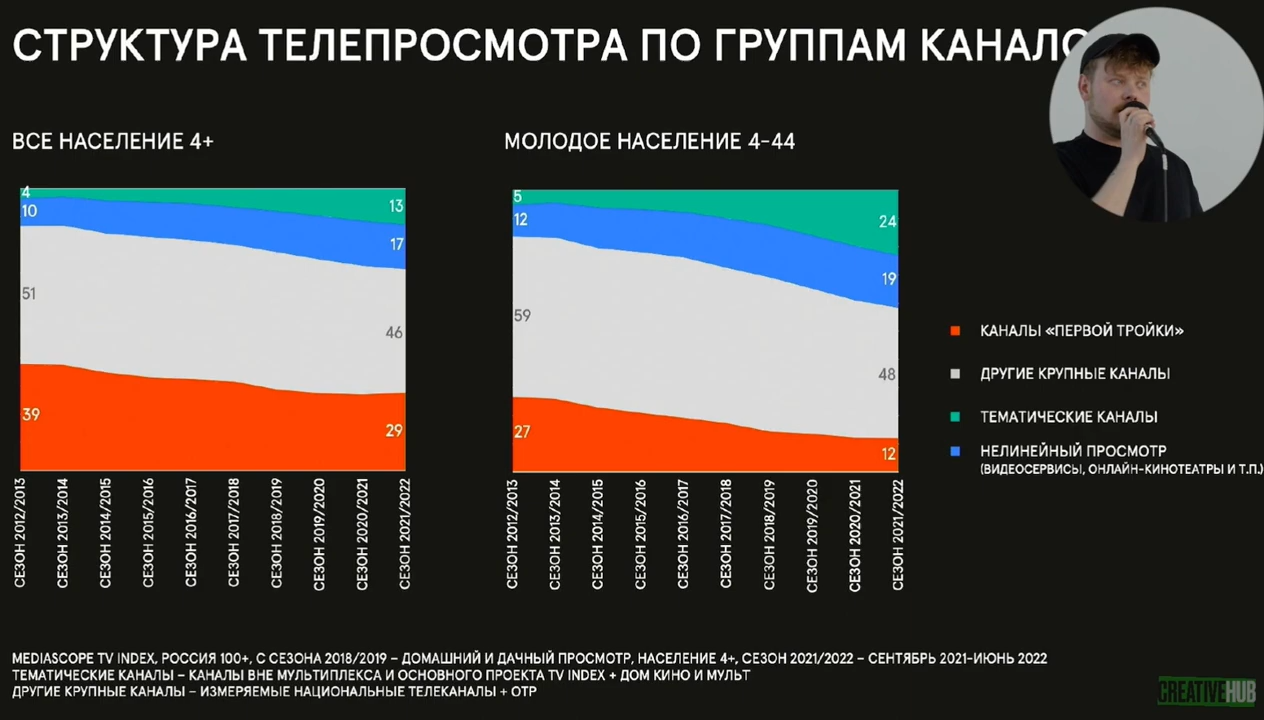 СТРУКТУРА ТЕЛЕПРОСМОТРА ПО ГРУППАМ
ВСЕ НАСЕЛЕНИЕ 4+
4
10
51
39
13
17
46
29
СЕЗОН 2012/2013
СЕЗОН 2013/2014
СЕЗОН 2014/2015
СЕЗОН 2015/2016
СЕЗОН 2016/2017
СЕЗОН 2017/2018
СЕЗОН 2018/2019
СЕЗОН 2019/2020
СЕЗОН 2020/2021
СЕЗОН 2021/2022
МОЛОДОЕ НАСЕЛЕНИЕ 4-44
5
12
59
27
24
19
48
12
СЕЗОН 2012/2013
СЕЗОН 2013/2014
СЕЗОН 2014/2015
СЕЗОН 2015/2016
СЕЗОН 2016/2017
СЕЗОН 2017/2018
СЕЗОН 2018/2019
СЕЗОН 2019/2020
СЕЗОН 2020/2021
СЕЗОН 2021/2022
КАНАЛЫ «ПЕРВОЙ ТРОЙКИ»
ДРУГИЕ КРУПНЫЕ КАНАЛЫ
ТЕМАТИЧЕСКИЕ КАНАЛЫ
НЕЛИНЕЙНЫЙ ПРОСМОТР
(ВИДЕОСЕРВИСЫ, ОНЛАЙН-КИНОТЕАТРЫ И Т.П.)
MEDIASCOPE TV INDEX, РОССИЯ 100+, С СЕЗОНА 2018/2019 – ДОМАШНИЙ И ДАЧНЫЙ ПРОСМОТР, НАСЕЛЕНИЕ 4+, СЕЗОН 2021/2022 – СЕНТЯБРЬ 2021-ИЮНЬ 2022
ТЕМАТИЧЕСКИЕ КАНАЛЫ – КАНАЛЫ ВНЕ МУЛЬТИПЛЕКСА И ОСНОВНОГО ПРОЕКТА TV INDEX + ДОМ КИНО И МУЛЬТ
ДРУГИЕ КРУПНЫЕ КАНАЛЫ – ИЗМЕРЯЕМЫЕ НАЦИОНАЛЬНЫЕ ТЕЛЕКАНАЛЫ + ОТР
CREATIVEHUB